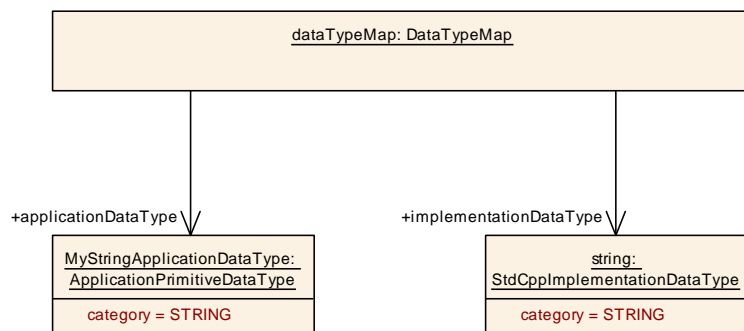 dataTypeMap: DataTypeMap
+applicationDataType
+implementationDataType
MyStringApplicationDataType:
ApplicationPrimitiveDataType
category = STRING
string:
StdCppImplementationDataType
category = STRING